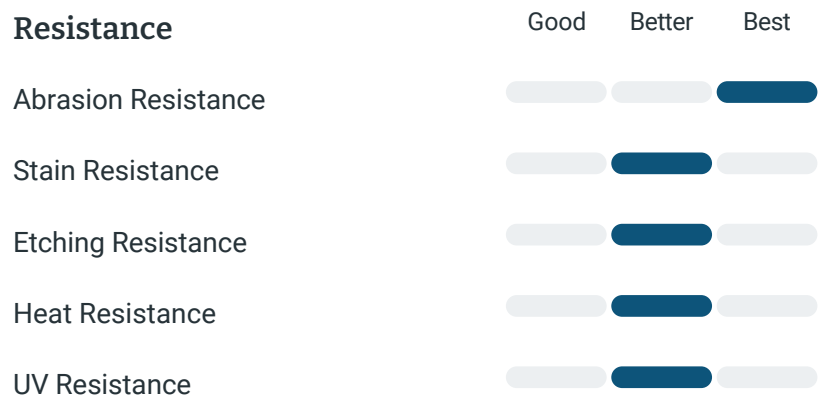 Resistance Good Better Best
Abrasion Resistance
Stain Resistance
Etching Resistance
Heat Resistance
UV Resistance